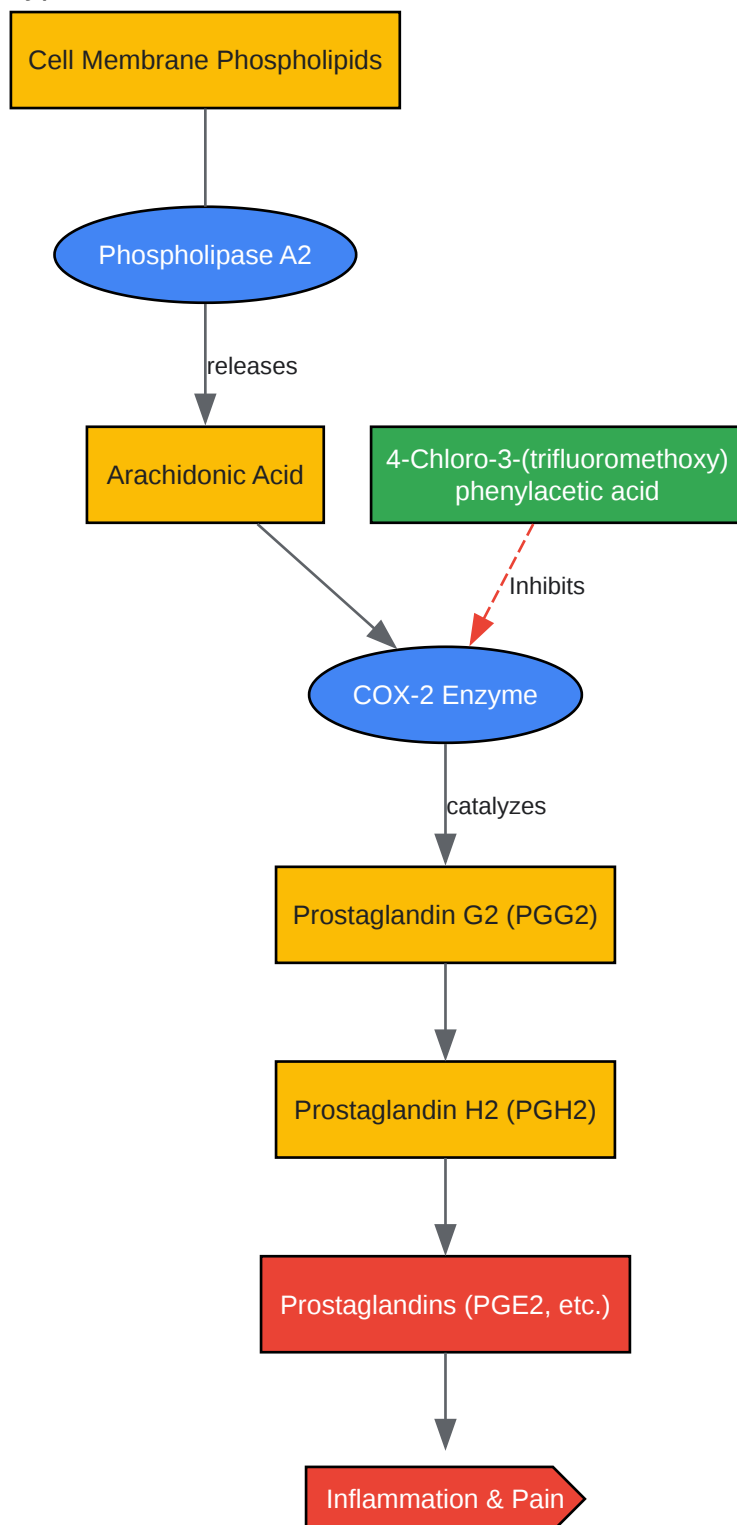 Cell Membrane Phospholipids
Phospholipase A2
releases
Arachidonic Acid
4-Chloro-3-(trifluoromethoxy)
phenylacetic acid
Inhibits
COX-2 Enzyme
catalyzes
Prostaglandin G2 (PGG2)
Prostaglandin H2 (PGH2)
Prostaglandins (PGE2, etc.)
Inflammation & Pain